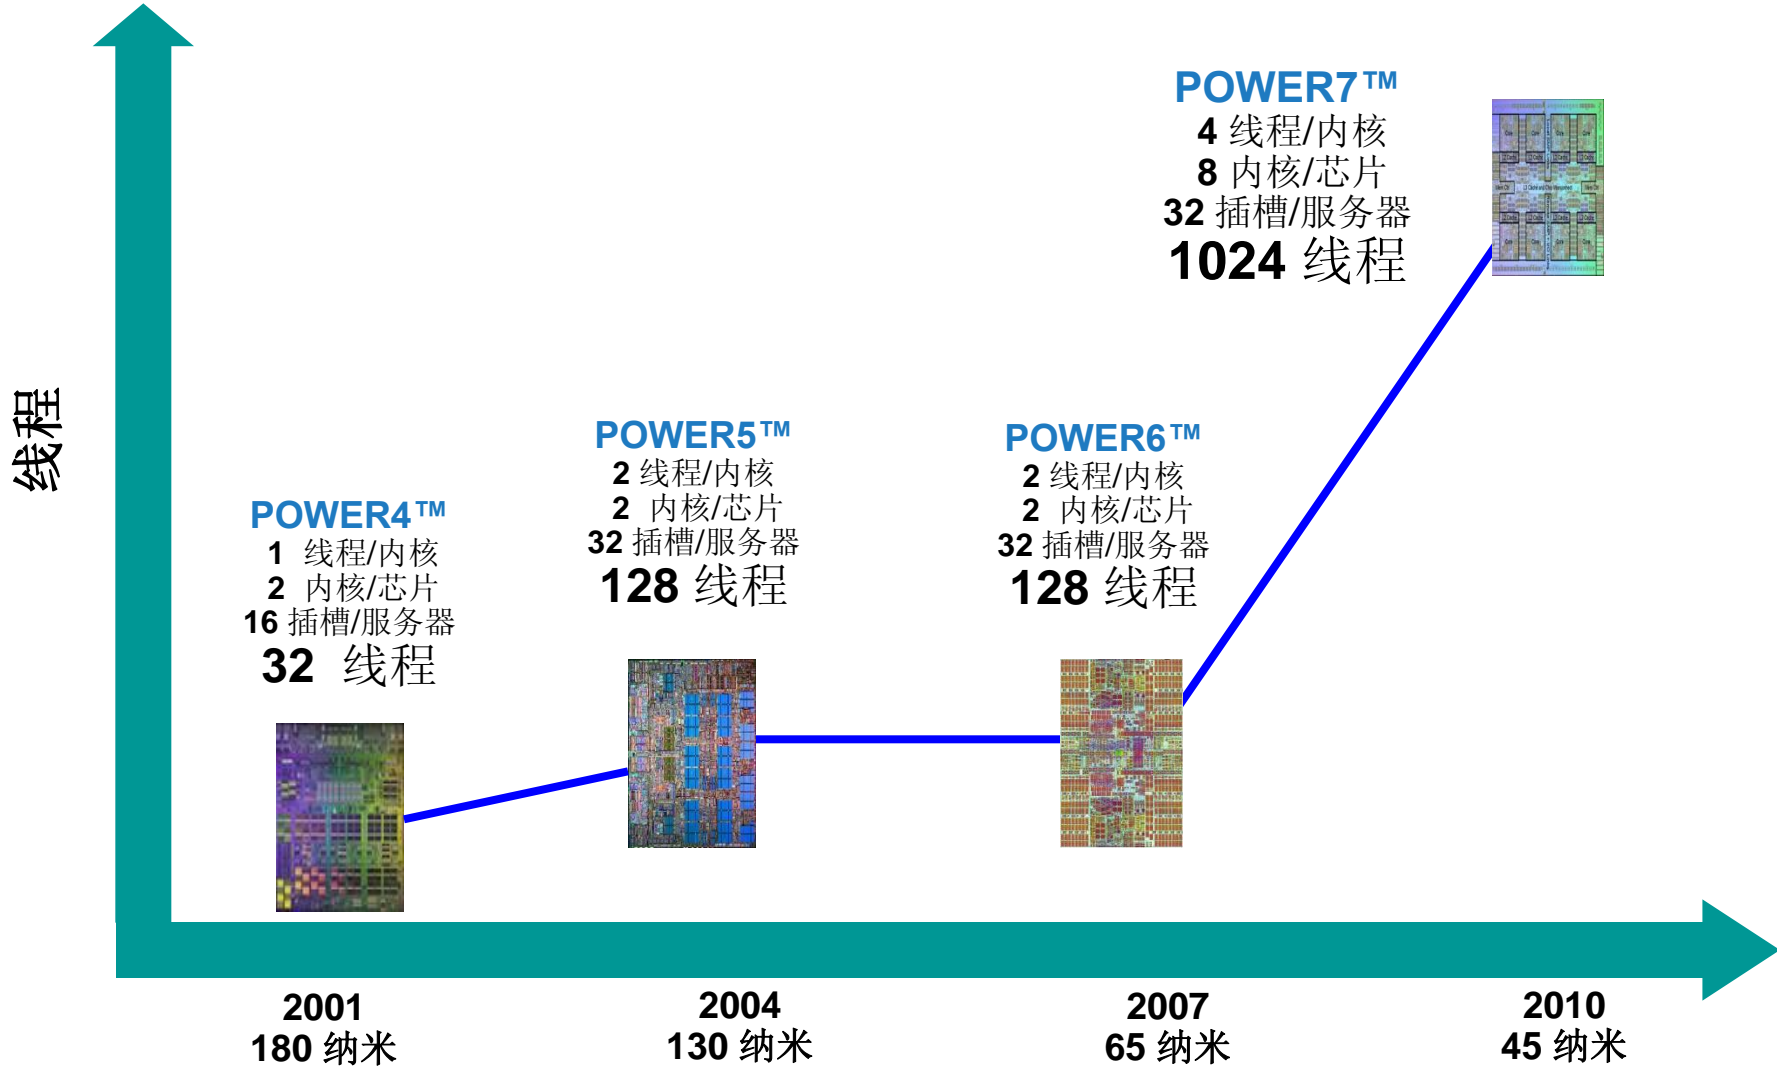 线程
POWER4™
1 线程/内核
2 内核/芯片
16 插槽/服务器
32 线程
POWER5™
2 线程/内核
2 内核/芯片
32 插槽/服务器
128 线程
POWER6™
2 线程/内核
2 内核/芯片
32 插槽/服务器
128 线程
POWER7™
4 线程/内核
8 内核/芯片
32 插槽/服务器
1024 线程
2001
180 纳米
2004
130 纳米
2007
65 纳米
2010
45 纳米